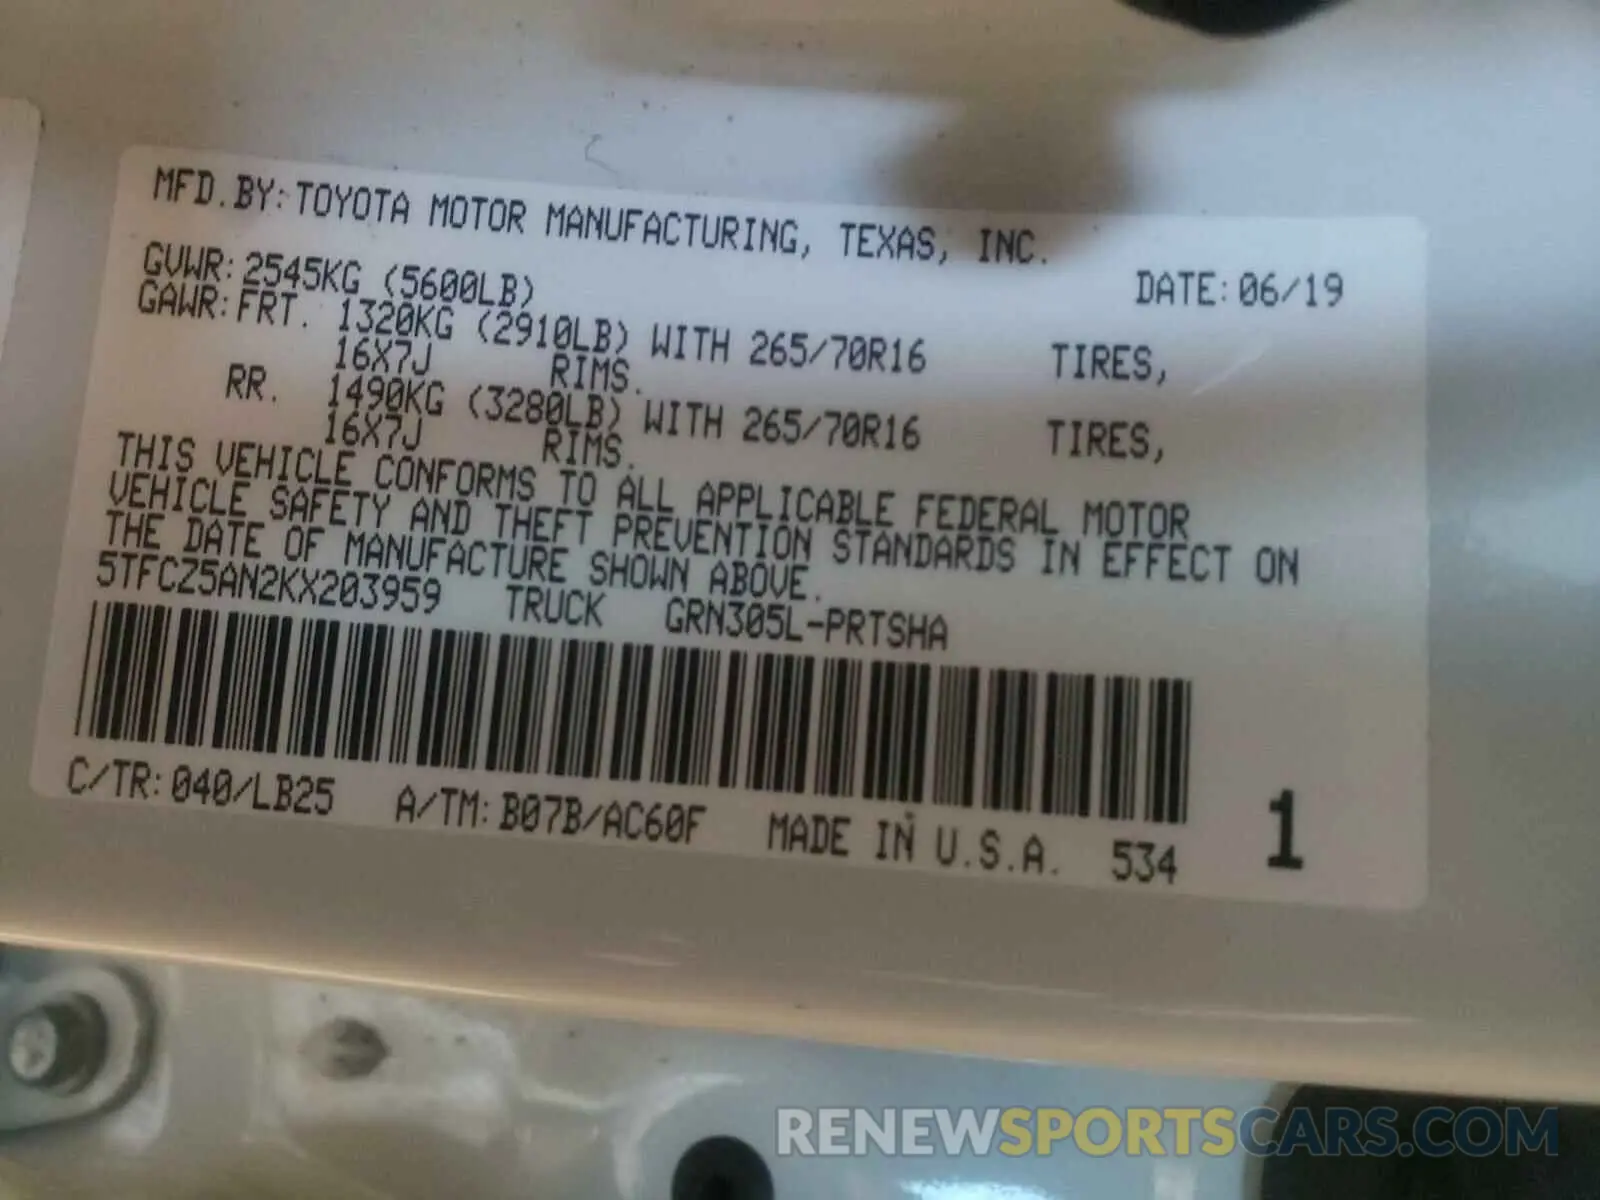 MFD.BY:TOYOTA MOTOR MANUFACTURING, TEXAS, INC.
DATE:06/19
GVWR:2545KG (5600LB)
GAWR:FRT. 1320KG (2910LB) WITH 265/70R16 TIRES,
16X7J RIMS.
RR. 1490KG (3280LB) WITH 265/70R16 TIRES,
16X7J RIMS.
THIS VEHICLE CONFORMS TO ALL APPLICABLE FEDERAL MOTOR
VEHICLE SAFETY AND THEFT PREVENTION STANDARDS IN EFFECT ON
THE DATE OF MANUFACTURE SHOWN ABOVE.
5TFCZ5AN2KX203959 TRUCK GRN305L-PRTSHA
C/TR:040/LB25 A/TM:B07B/AC60F MADE IN U.S.A. 534
1
RENEWSPORTSCARS.COM